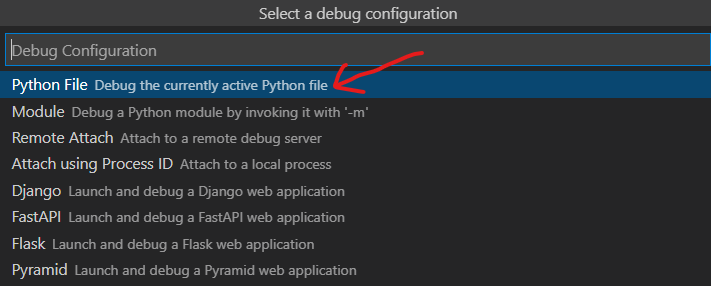 Select a debug configuration
Debug Configuration
Python File Debug the currently active Python file
Module Debug a Python module by invoking it with '-m'
Remote Attach Attach to a remote debug server
Attach using Process ID Attach to a local process
Django Launch and debug a Django web application
FastAPI Launch and debug a FastAPI web application
Flask Launch and debug a Flask web application
Pyramid Launch and debug a Pyramid web application